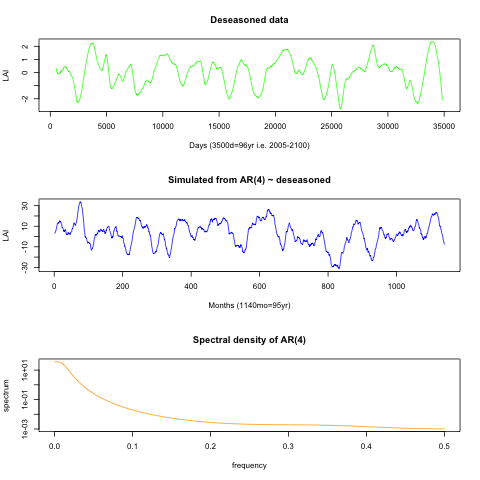 Deseasoned data
LAI
2
0
-2
0 5000 10000 15000 20000 25000 30000 35000
Days (3500d=96yr i.e. 2005-2100)
Simulated from AR(4) ~ deseasoned
LAI
30
10
-10
-30
0 200 400 600 800 1000
Months (1140mo=95yr)
Spectral density of AR(4)
spectrum
1e+01
1e-01
1e-03
0.0 0.1 0.2 0.3 0.4 0.5
frequency